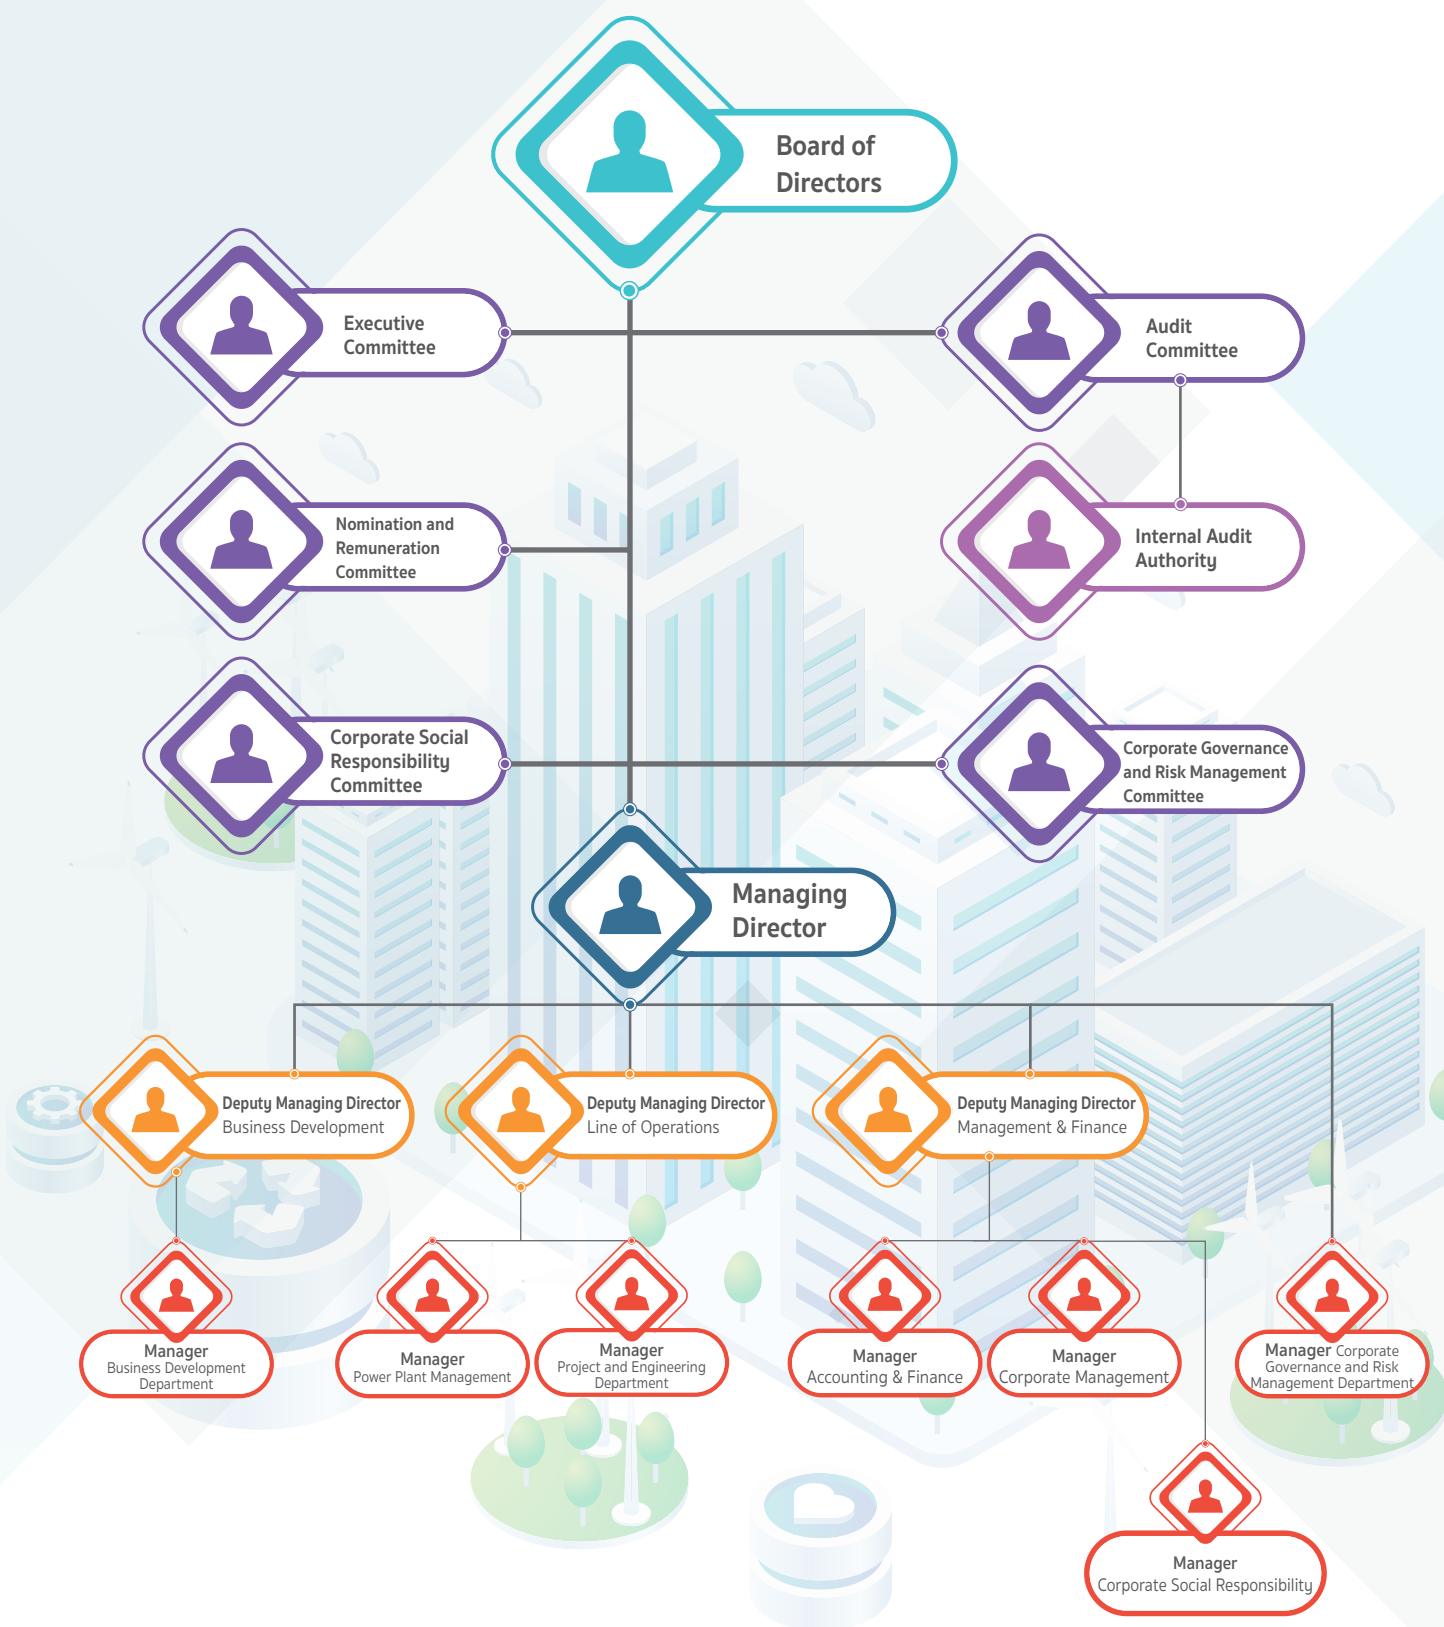 Board of
Directors
Executive
Committee
Audit
Committee
Nomination and
Remuneration
Committee
Internal Audit
Authority
Corporate Social
Responsibility
Committee
Corporate Governance
and Risk Management
Committee
Managing
Director
Deputy Managing Director
Business Development
Deputy Managing Director
Line of Operations
Deputy Managing Director
Management & Finance
Manager
Business Development
Department
Manager
Power Plant Management
Manager
Project and Engineering
Department
Manager
Accounting & Finance
Manager
Corporate Management
Manager Corporate
Governance and Risk
Management Department
Manager
Corporate Social Responsibility